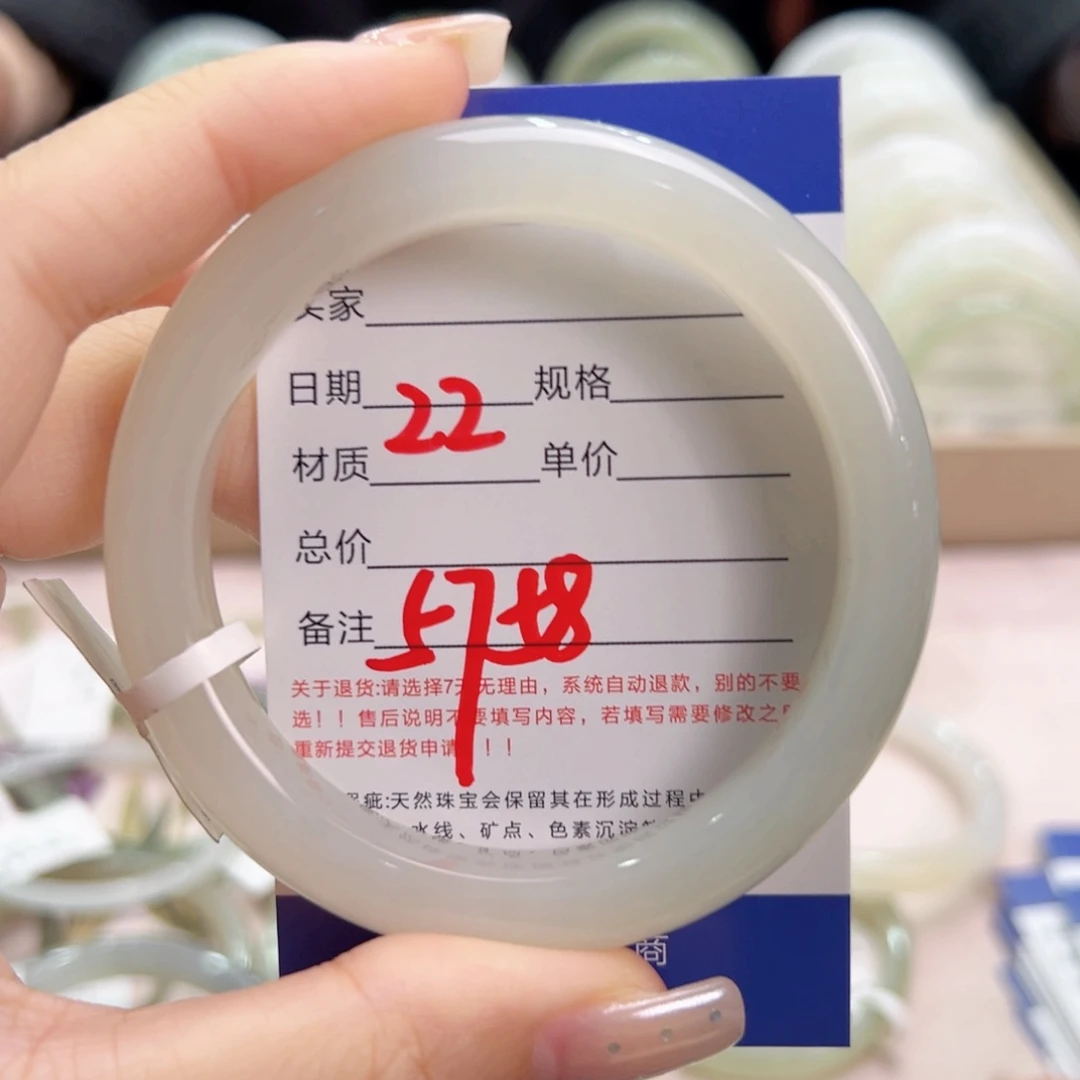 卖家
日期 22 规格
材质 单价
总价
备注 57
关于退货:请选择7天无理由，系统自动退款，别的不要
选！！售后说明不要填写内容，若填写需要修改之
重新提交退货申请！！！
疵:天然珠宝会保留其在形成过程中
水线、矿点、色素沉淀
商